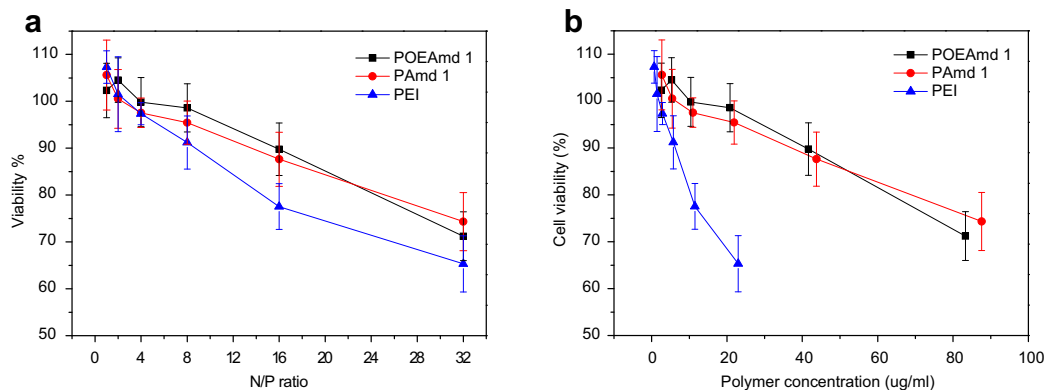 a
110
100
90
80
70
60
50
Viability %
0 4 8 12 16 20 24 28 32
N/P ratio
POEAmd 1
PAmd 1
PEI
b
110
100
90
80
70
60
50
Cell viability (%)
0 20 40 60 80 100
Polymer concentration (ug/ml)
POEAmd 1
PAmd 1
PEI